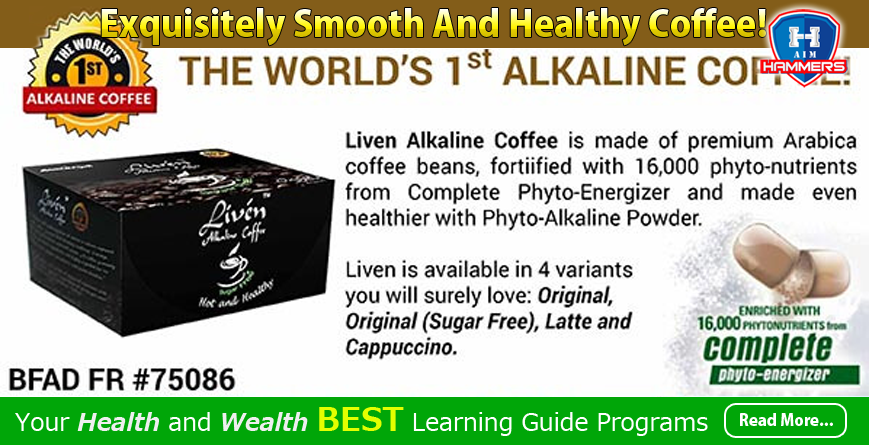 Exquisitely Smooth And Healthy Coffee!
H
AIM
HAMMERS
THE WORLD'S
1ST
ALKALINE COFFEE
THE WORLD'S 1st ALKALINE
Liven Alkaline Coffee is made of premium Arabica
coffee beans, fortiified with 16,000 phyto-nutrients
from Complete Phyto-Energizer and made even
healthier with Phyto-Alkaline Powder.
Livén
Alkaline Coffee
Sugar Free
Hot and Healthy
Livén
Alkaline Coffee
Liven is available in 4 variants
you will surely love: Original,
Original (Sugar Free), Latte and
Cappuccino.
ENRICHED WITH
16,000 PHYTONUTRIENTS from
complete
phyto-energizer
BFAD FR #75086
Your Health and Wealth BEST Learning Guide Programs
Read More...